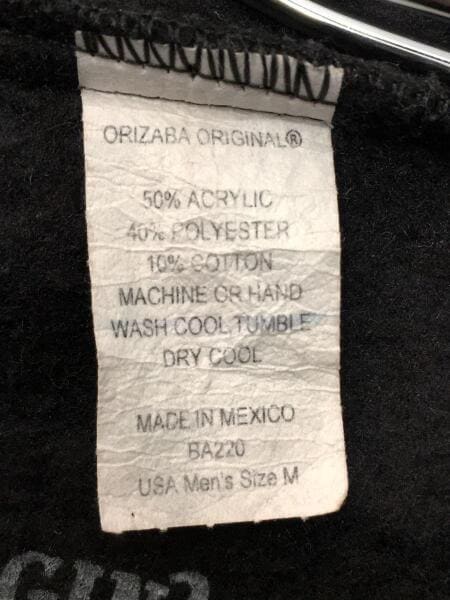 ORIZABA ORIGINAL®
50% ACRYLIC
40% POLYESTER
10% COTTON
MACHINE OR HAND
WASH COOL TUMBLE
DRY COOL
MADE IN MEXICO
BA220
USA Men's Size M